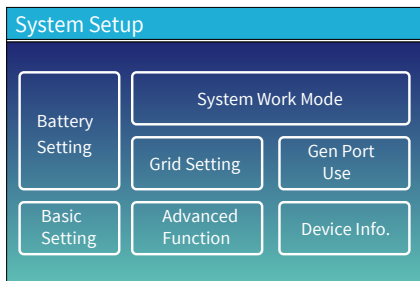 System Setup
Battery
Setting
System Work Mode
Grid Setting
Gen Port
Use
Basic
Setting
Advanced
Function
Device Info.